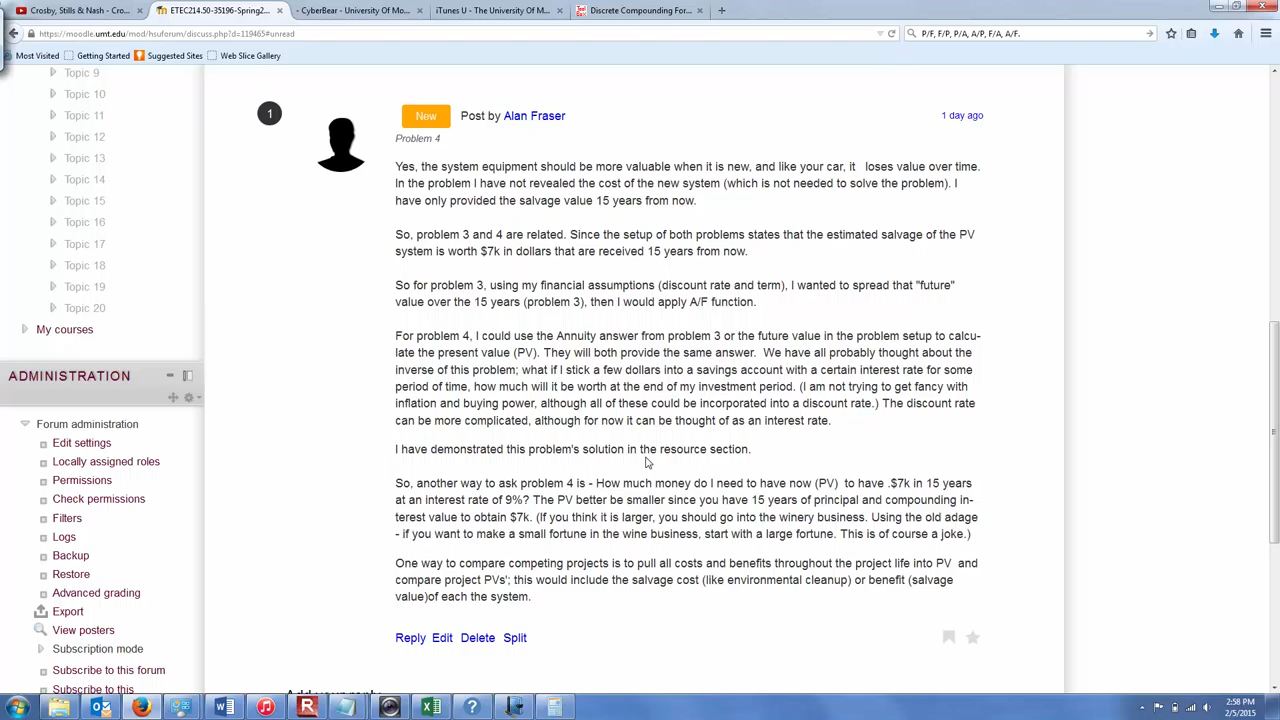 Crosby, Stills & Nash - Cro...
ETEC214.50-35196-Spring2...
- CyberBear - University Of Mo...
iTunes U - The University Of M...
Discrete Compounding For...
https://moodle.umt.edu/mod/hsuforum/discuss.php?d=119465#unread
P/F, F/P, P/A, A/P, F/A, A/F.
Most Visited
Getting Started
Suggested Sites
Web Slice Gallery
Topic 9
Topic 10
Topic 11
Topic 12
Topic 13
Topic 14
Topic 15
Topic 16
Topic 17
Topic 18
Topic 19
Topic 20
My courses
ADMINISTRATION
Forum administration
Edit settings
Locally assigned roles
Permissions
Check permissions
Filters
Logs
Backup
Restore
Advanced grading
Export
View posters
Subscription mode
Subscribe to this forum
Subscribe to this
1
New Post by Alan Fraser
1 day ago
Problem 4
Yes, the system equipment should be more valuable when it is new, and like your car, it loses value over time.
In the problem I have not revealed the cost of the new system (which is not needed to solve the problem). I
have only provided the salvage value 15 years from now.
So, problem 3 and 4 are related. Since the setup of both problems states that the estimated salvage of the PV
system is worth $7k in dollars that are received 15 years from now.
So for problem 3, using my financial assumptions (discount rate and term), I wanted to spread that "future"
value over the 15 years (problem 3), then I would apply A/F function.
For problem 4, I could use the Annuity answer from problem 3 or the future value in the problem setup to calcu-
late the present value (PV). They will both provide the same answer. We have all probably thought about the
inverse of this problem; what if I stick a few dollars into a savings account with a certain interest rate for some
period of time, how much will it be worth at the end of my investment period. (I am not trying to get fancy with
inflation and buying power, although all of these could be incorporated into a discount rate.) The discount rate
can be more complicated, although for now it can be thought of as an interest rate.
I have demonstrated this problem's solution in the resource section.
So, another way to ask problem 4 is - How much money do I need to have now (PV) to have .$7k in 15 years
at an interest rate of 9%? The PV better be smaller since you have 15 years of principal and compounding in-
terest value to obtain $7k. (If you think it is larger, you should go into the winery business. Using the old adage
- if you want to make a small fortune in the wine business, start with a large fortune. This is of course a joke.)
One way to compare competing projects is to pull all costs and benefits throughout the project life into PV and
compare project PVs'; this would include the salvage cost (like environmental cleanup) or benefit (salvage
value)of each the system.
Reply Edit Delete Split
2:58 PM
2/5/2015